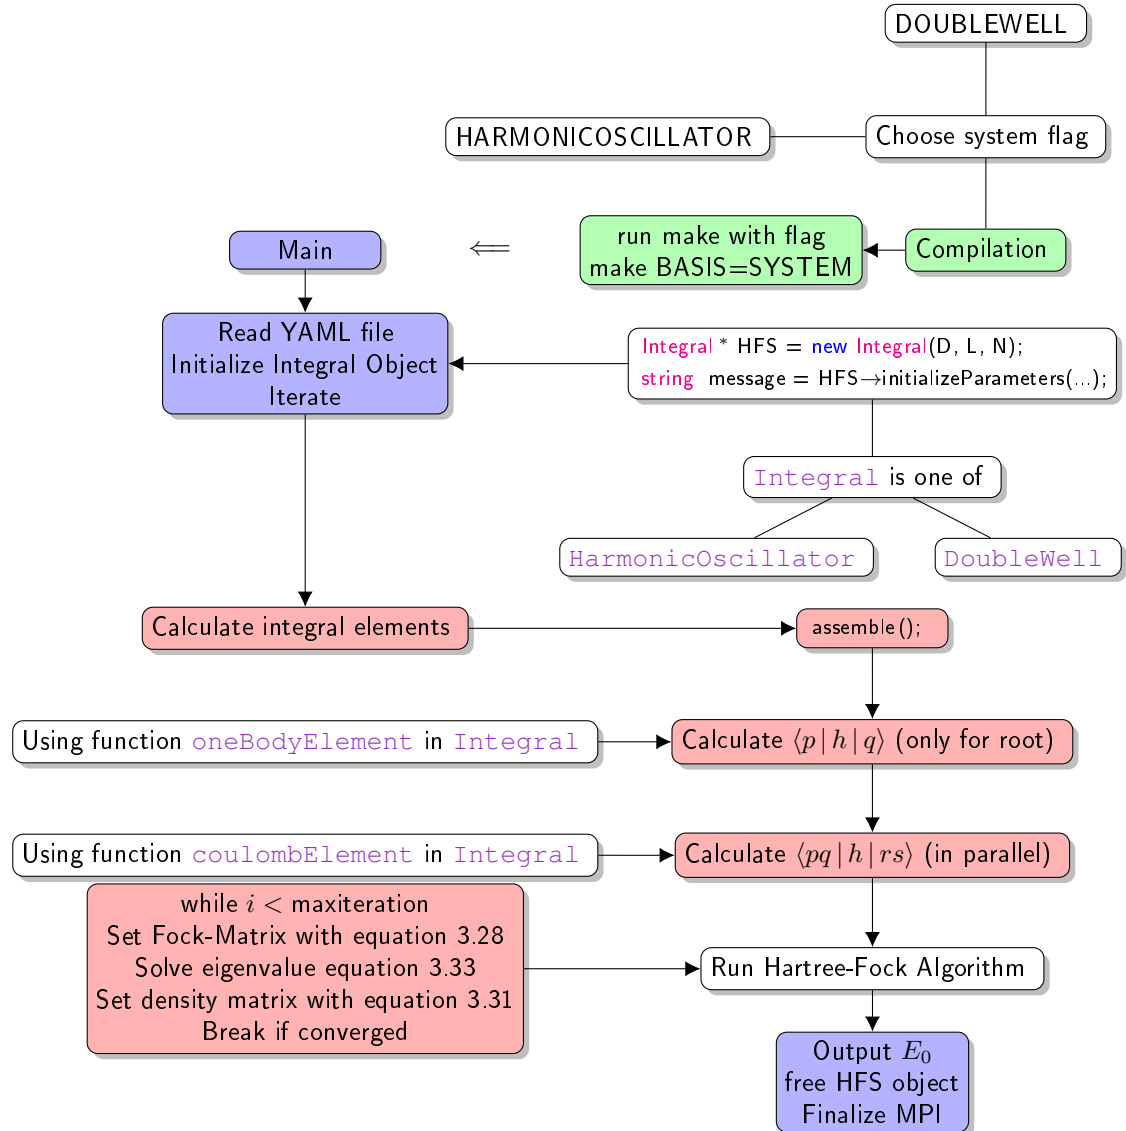 DOUBLEWELL
HARMONICOSCILLATOR
Choose system flag
Main
⟸
run make with flag
make BASIS=SYSTEM
Compilation
Read YAML file
Initialize Integral Object
Iterate
Integral * HFS = new Integral(D, L, N);
string message = HFS→initializeParameters(...);
Integral is one of
HarmonicOscillator
DoubleWell
Calculate integral elements
assemble();
Using function oneBodyElement in Integral
Calculate ⟨p | h | q⟩ (only for root)
Using function coulombElement in Integral
Calculate ⟨pq | h | rs⟩ (in parallel)
while i < maxiteration
Set Fock-Matrix with equation 3.28
Solve eigenvalue equation 3.33
Set density matrix with equation 3.31
Break if converged
Run Hartree-Fock Algorithm
Output E₀
free HFS object
Finalize MPI